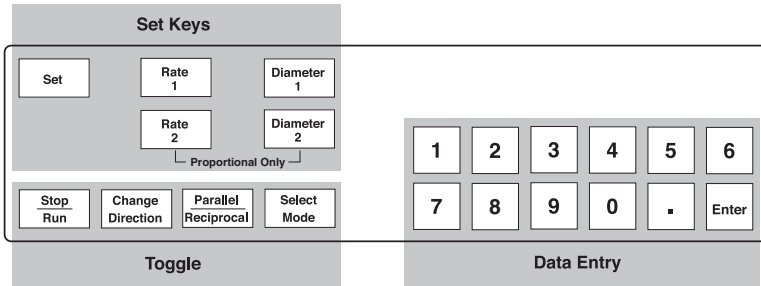 Set Keys
Set
Rate
1
Diameter
1
Rate
2
Diameter
2
Proportional Only
Stop
Run
Change
Direction
Parallel
Reciprocal
Select
Mode
Toggle
1 2 3 4 5 6
7 8 9 0 . Enter
Data Entry